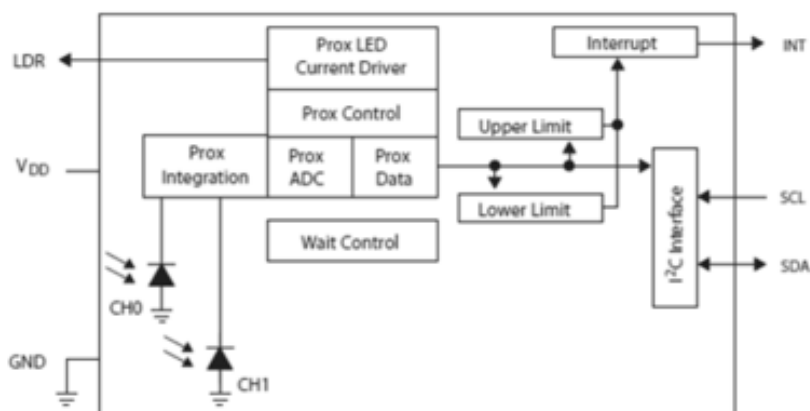 Prox LED
Current Driver
Interrupt
INT
LDR
Prox Control
Upper Limit
Prox
Integration
Prox
ADC
Prox
Data
VDD
Lower Limit
SCL
Wait Control
I²C Interface
SDA
CH0
GND
CH1